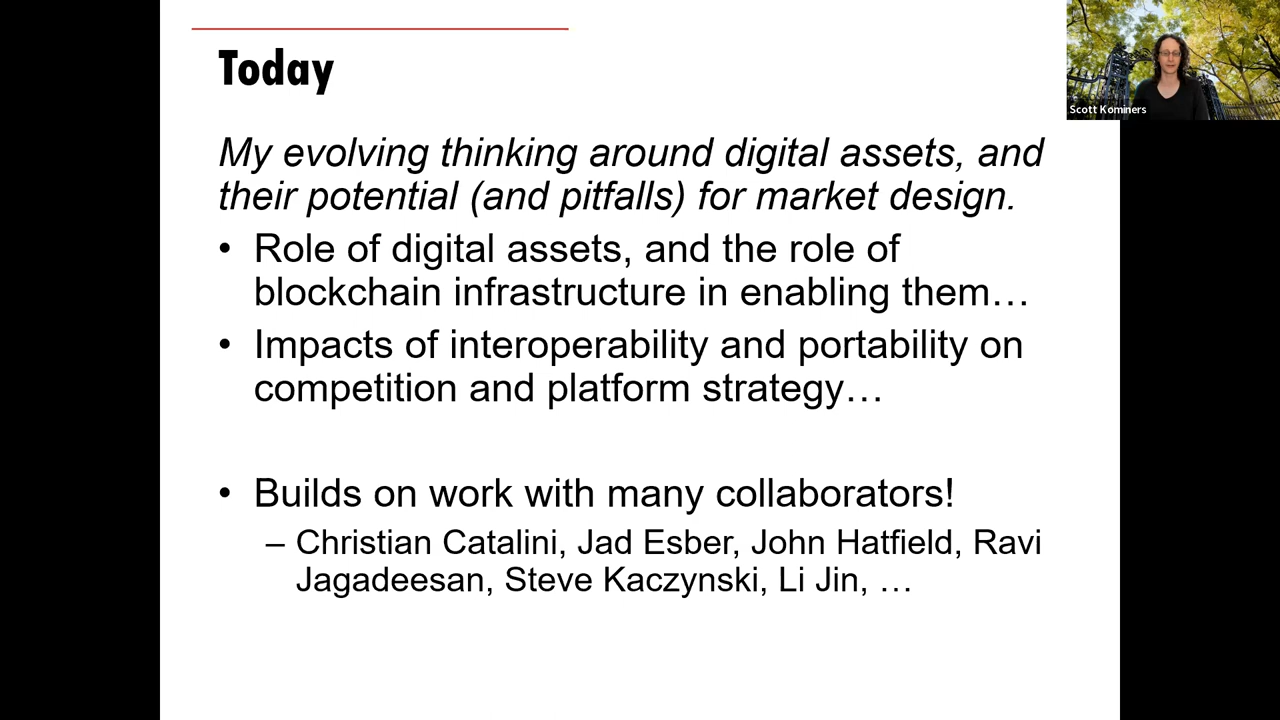 Today
Scott Kominers
My evolving thinking around digital assets, and
their potential (and pitfalls) for market design.
• Role of digital assets, and the role of
blockchain infrastructure in enabling them…
• Impacts of interoperability and portability on
competition and platform strategy…
• Builds on work with many collaborators!
– Christian Catalini, Jad Esber, John Hatfield, Ravi
Jagadeesan, Steve Kaczynski, Li Jin, …